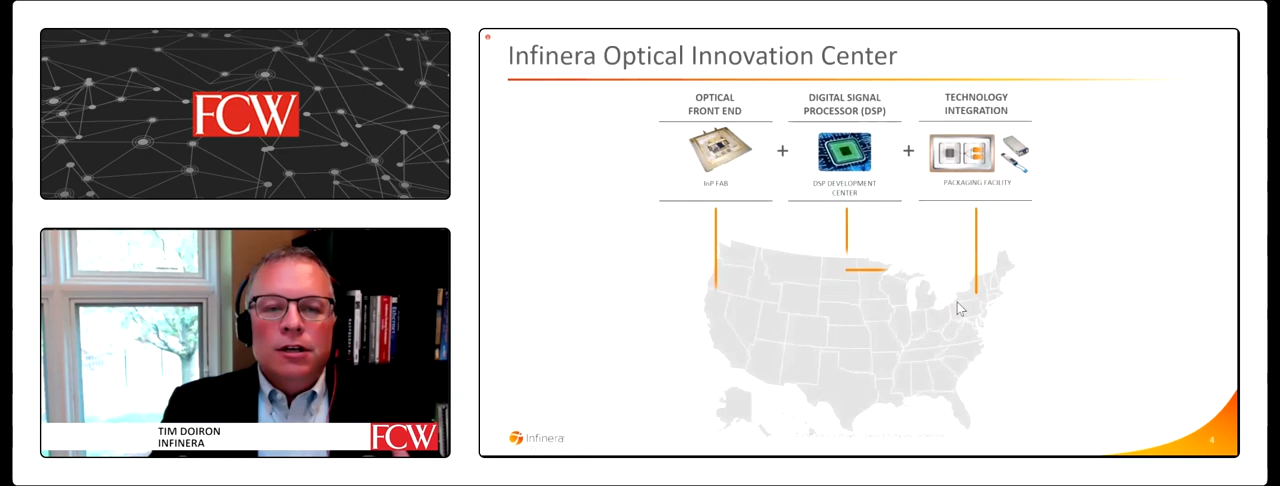 FCW
TIM DOIRON
INFINERA
FCW
Infinera Optical Innovation Center
OPTICAL
FRONT END
DIGITAL SIGNAL
PROCESSOR (DSP)
TECHNOLOGY
INTEGRATION
+
+
InP FAB
DSP DEVELOPMENT
CENTER
PACKAGING FACILITY
Infinera
4